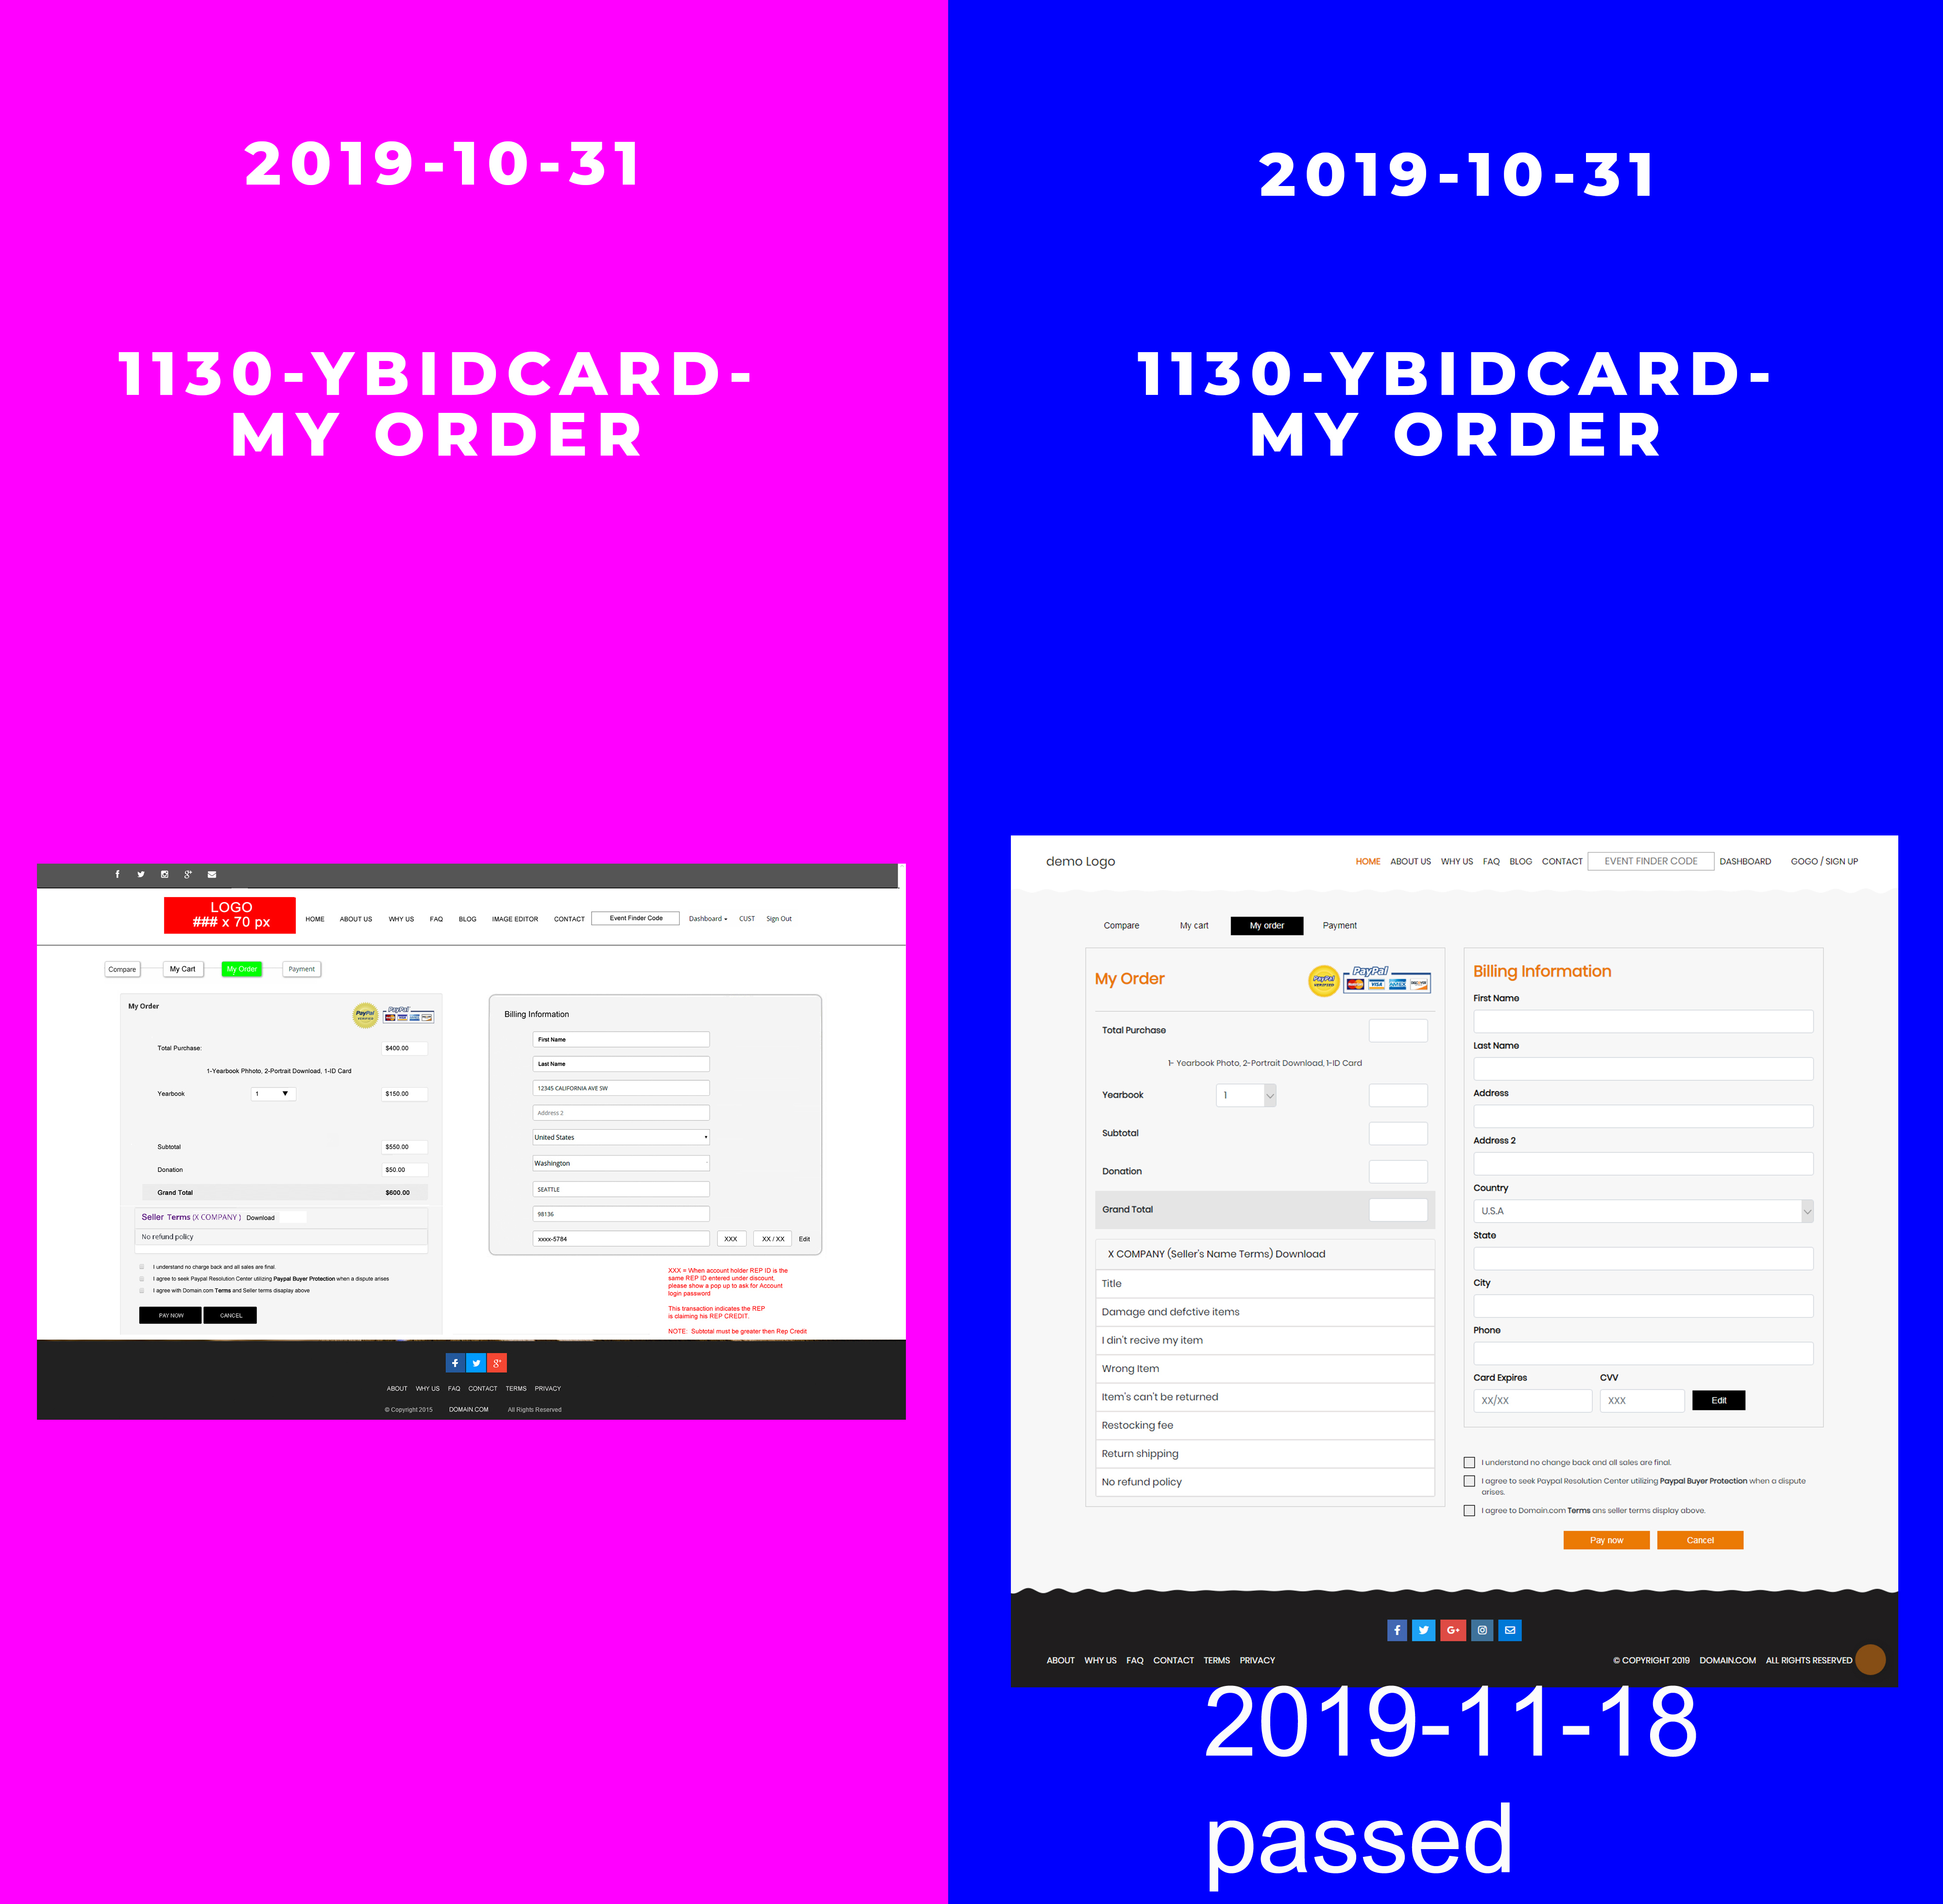 2019-10-31
1130-YBIDCARD-
MY ORDER
LOGO
### x 70 px
HOME ABOUT US WHY US FAQ BLOG IMAGE EDITOR CONTACT Event Finder Code Dashboard CUST Sign Out
Compare My Cart My Order Payment
My Order
PayPal
VERIFIED
PayPal
Total Purchase: $400.00
1-Yearbook Phhoto, 2-Portrait Download, 1-ID Card
Yearbook 1 $150.00
Subtotal $550.00
Donation $50.00
Grand Total $600.00
Seller Terms (X COMPANY ) Download
No refund policy
I understand no charge back and all sales are final.
I agree to seek Paypal Resolution Center utilizing Paypal Buyer Protection when a dispute arises
I agree with Domain.com Terms and Seller terms disaplay above
PAY NOW CANCEL
Billing Information
First Name
Last Name
12345 CALIFORNIA AVE SW
Address 2
United States
Washington
SEATTLE
98136
xxxx-5784 XXX XX / XX Edit
XXX = When account holder REP ID is the
same REP ID entered under discount,
please show a pop up to ask for Account
login password
This transaction indicates the REP
is claiming his REP CREDIT.
NOTE: Subtotal must be greater then Rep Credit
ABOUT WHY US FAQ CONTACT TERMS PRIVACY
© Copyright 2015 DOMAIN.COM All Rights Reserved
2019-10-31
1130-YBIDCARD-
MY ORDER
demo Logo
HOME ABOUT US WHY US FAQ BLOG CONTACT EVENT FINDER CODE DASHBOARD GOGO / SIGN UP
Compare My cart My order Payment
My Order
PayPal
VERIFIED
PayPal
MasterCard VISA AMEX DISCOVER
Total Purchase
1- Yearbook Photo, 2-Portrait Download, 1-ID Card
Yearbook 1
Subtotal
Donation
Grand Total
X COMPANY (Seller's Name Terms) Download
Title
Damage and defctive items
I din't recive my item
Wrong Item
Item's can't be returned
Restocking fee
Return shipping
No refund policy
Billing Information
First Name
Last Name
Address
Address 2
Country
U.S.A
State
City
Phone
Card Expires CVV
XX/XX XXX Edit
I understand no change back and all sales are final.
I agree to seek Paypal Resolution Center utilizing Paypal Buyer Protection when a dispute
arises.
I agree to Domain.com Terms ans seller terms display above.
Pay now Cancel
ABOUT WHY US FAQ CONTACT TERMS PRIVACY
© COPYRIGHT 2019 DOMAIN.COM ALL RIGHTS RESERVED
2019-11-18
passed